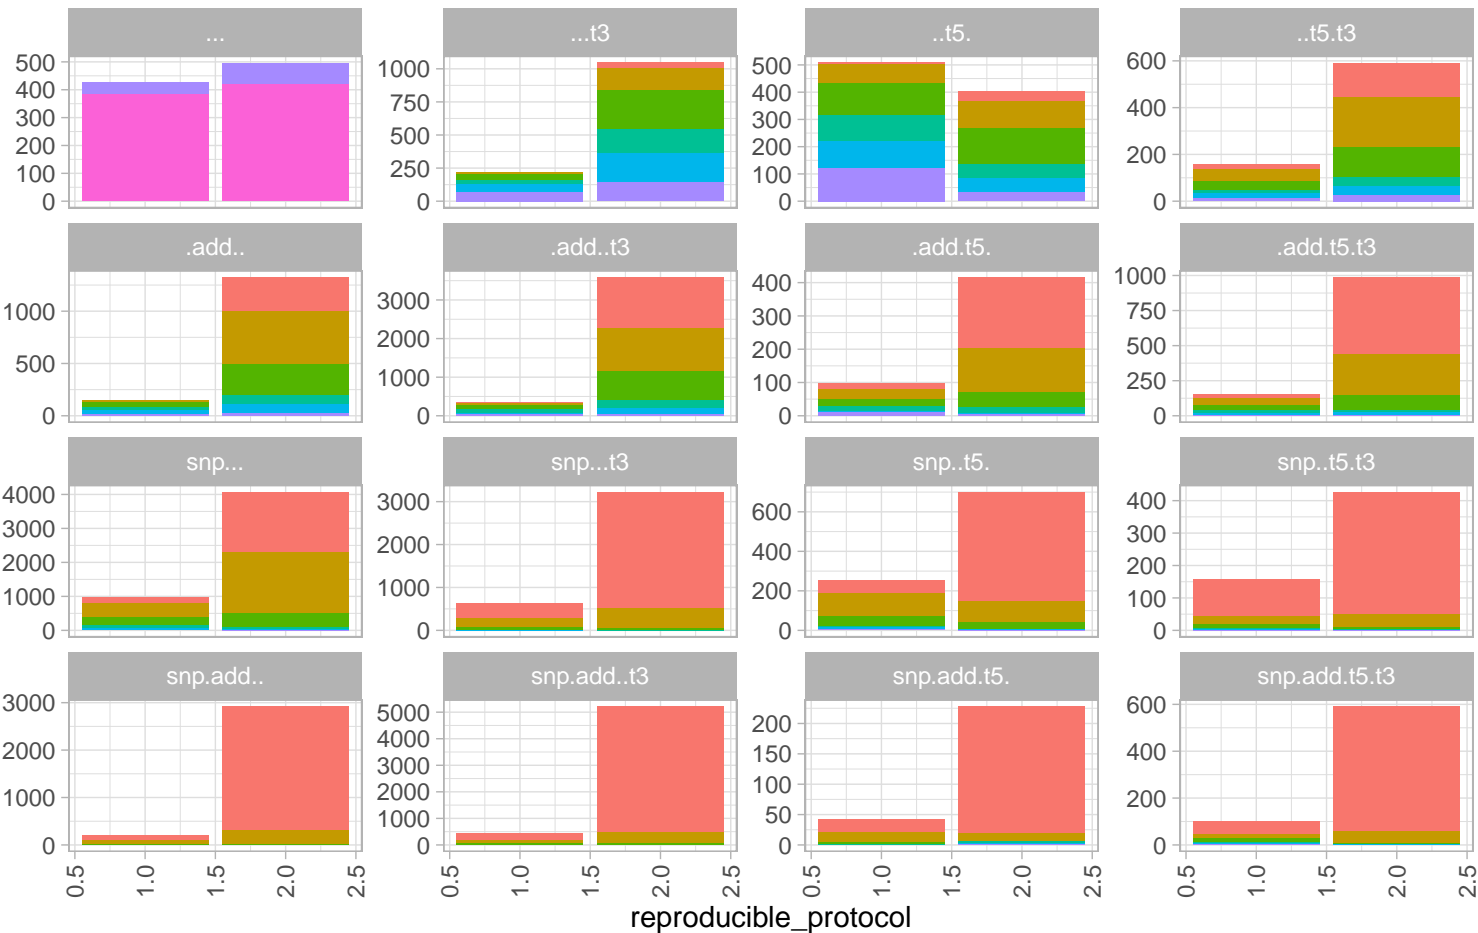 ... ...t3 ..t5. ..t5.t3
500 400 300 200 100 0 1000 750 500 250 0 500 400 300 200 100 0 600 400 200 0
.add.. .add..t3 .add.t5. .add.t5.t3
1000 500 0 3000 2000 1000 0 400 300 200 100 0 1000 750 500 250 0
snp... snp...t3 snp..t5. snp..t5.t3
4000 3000 2000 1000 0 3000 2000 1000 0 600 400 200 0 400 300 200 100 0
snp.add.. snp.add..t3 snp.add.t5. snp.add.t5.t3
3000 2000 1000 0 5000 4000 3000 2000 1000 0 200 150 100 50 0 600 400 200 0
0.5 1.0 1.5 2.0 2.5 0.5 1.0 1.5 2.0 2.5 0.5 1.0 1.5 2.0 2.5 0.5 1.0 1.5 2.0 2.5
reproducible_protocol